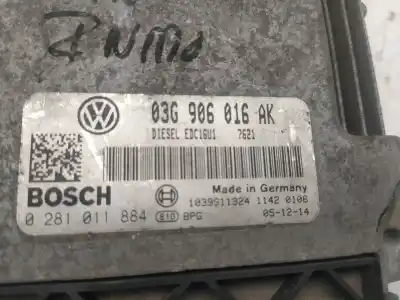 03G 906 016 AK
DIESEL EDC16U1 7621
BOSCH
Made in Germany
0 281 011 884 e10 BPG
1039S11324 1142 0106
05-12-14